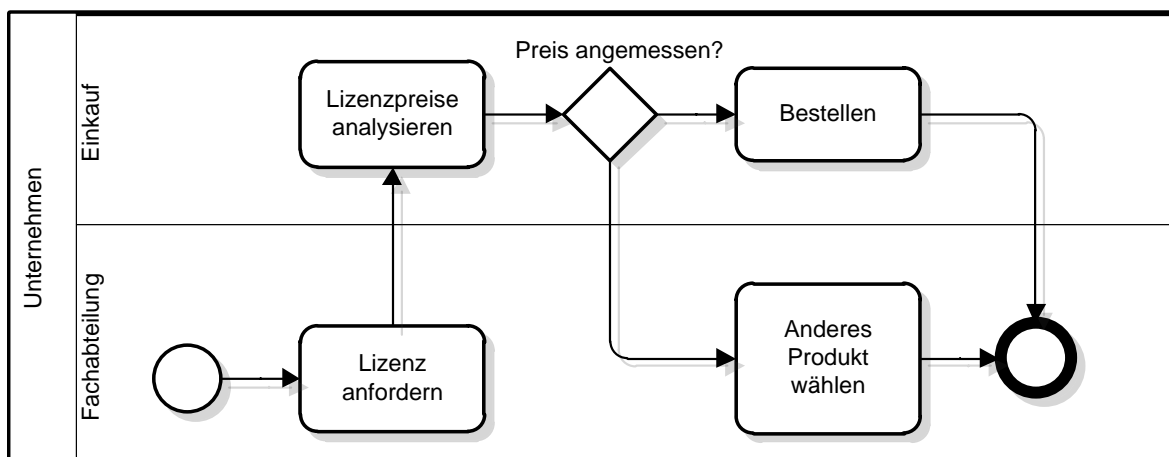 Unternehmen
Einkauf
Preis angemessen?
Lizenzpreise
analysieren
Bestellen
Fachabteilung
Lizenz
anfordern
Anderes
Produkt
wählen